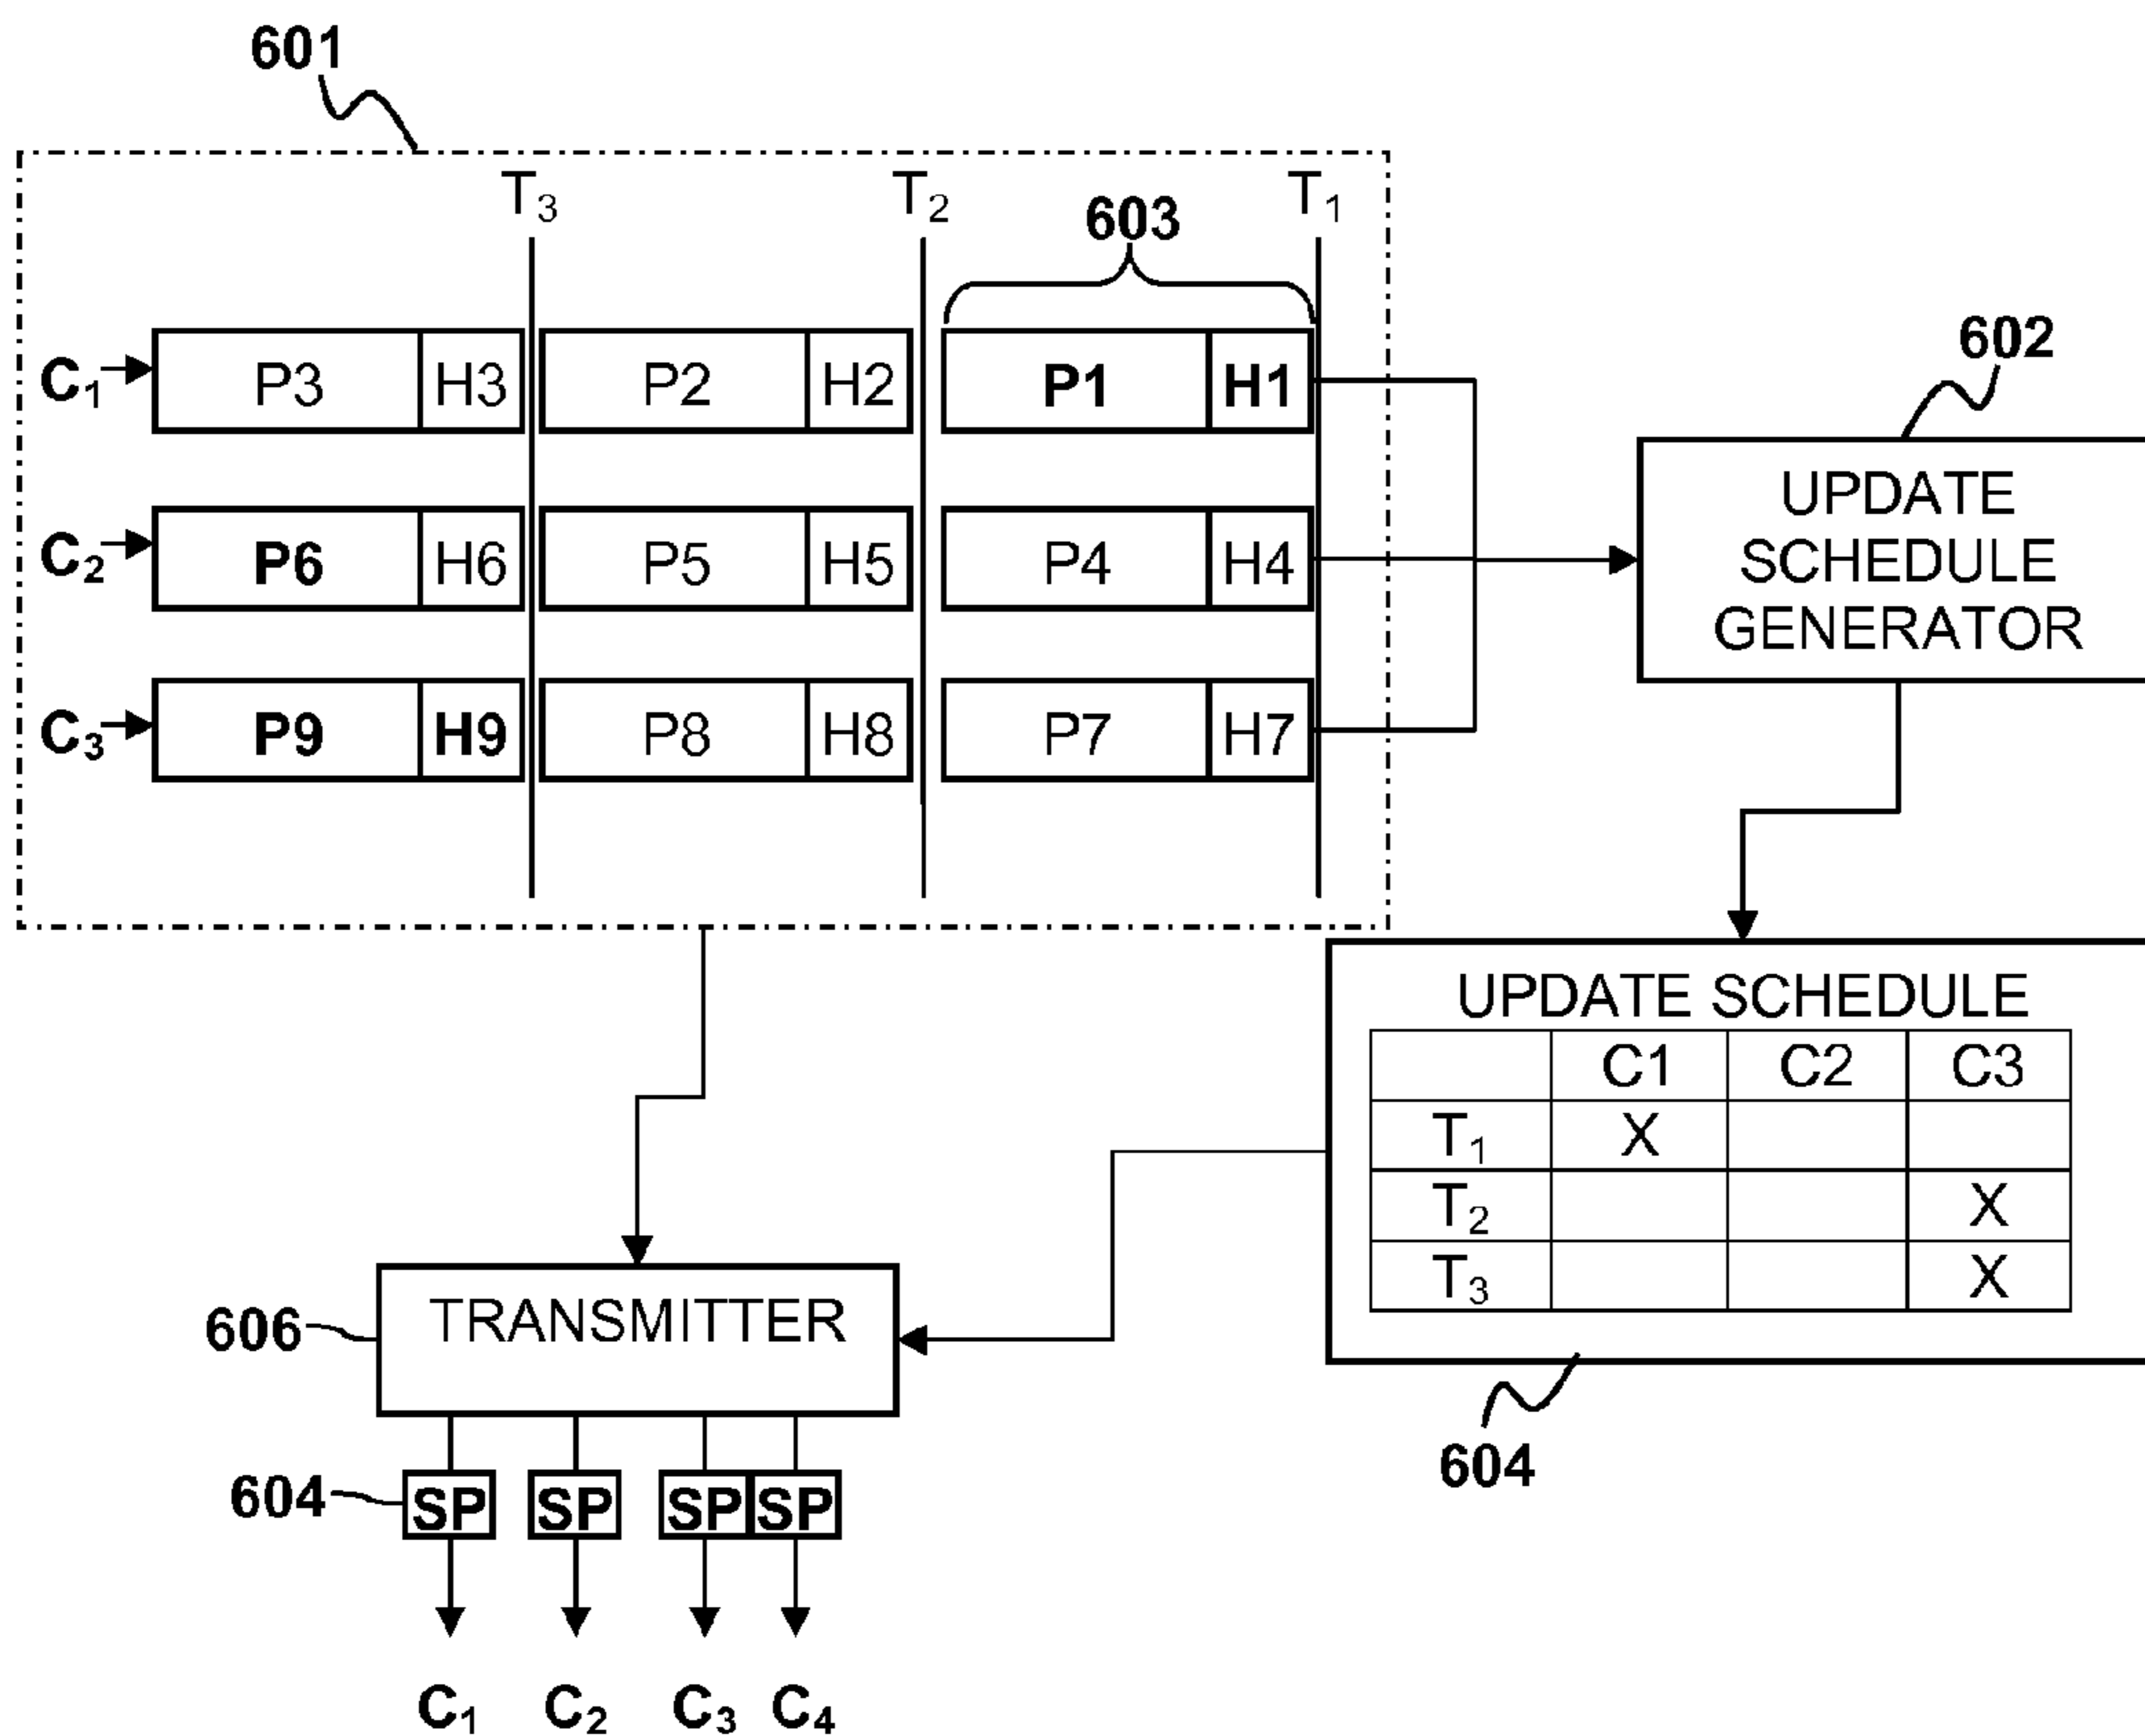 601
T3 T2 T1
603
C1 P3 H3 P2 H2 P1 H1
C2 P6 H6 P5 H5 P4 H4
C3 P9 H9 P8 H8 P7 H7
602
UPDATE
SCHEDULE
GENERATOR
UPDATE SCHEDULE
C1 C2 C3
T1 X
T2 X
T3 X
604
606
TRANSMITTER
604
SP SP SP SP
C1 C2 C3 C4